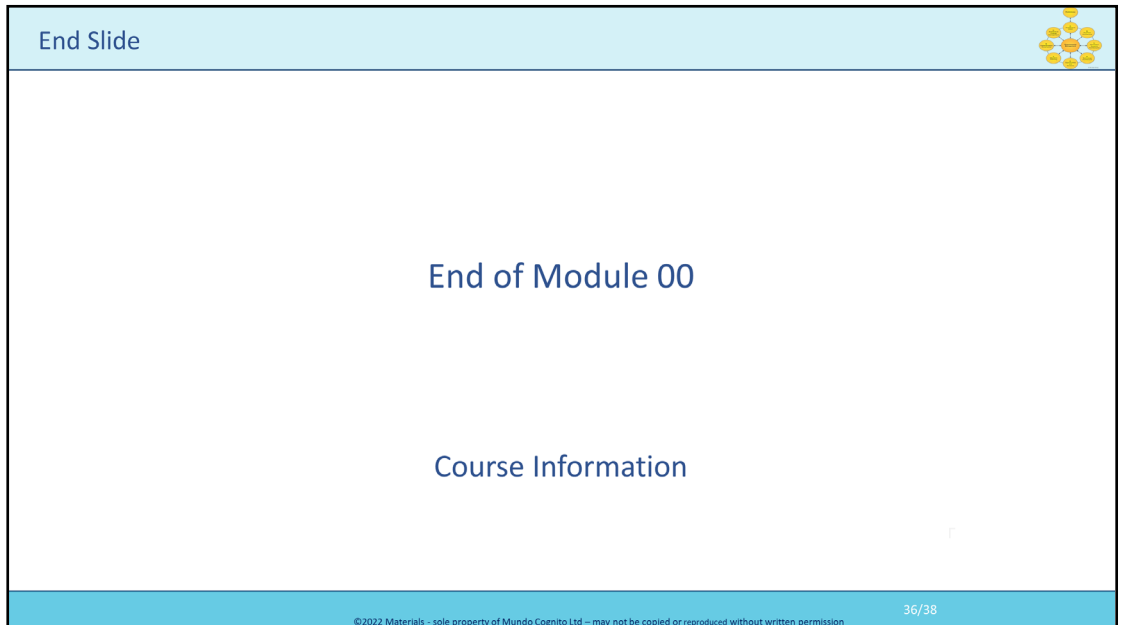 End Slide
End of Module 00
Course Information
36/38
©2022 Materials - sole property of Mundo Cognito Ltd – may not be copied or reproduced without written permission